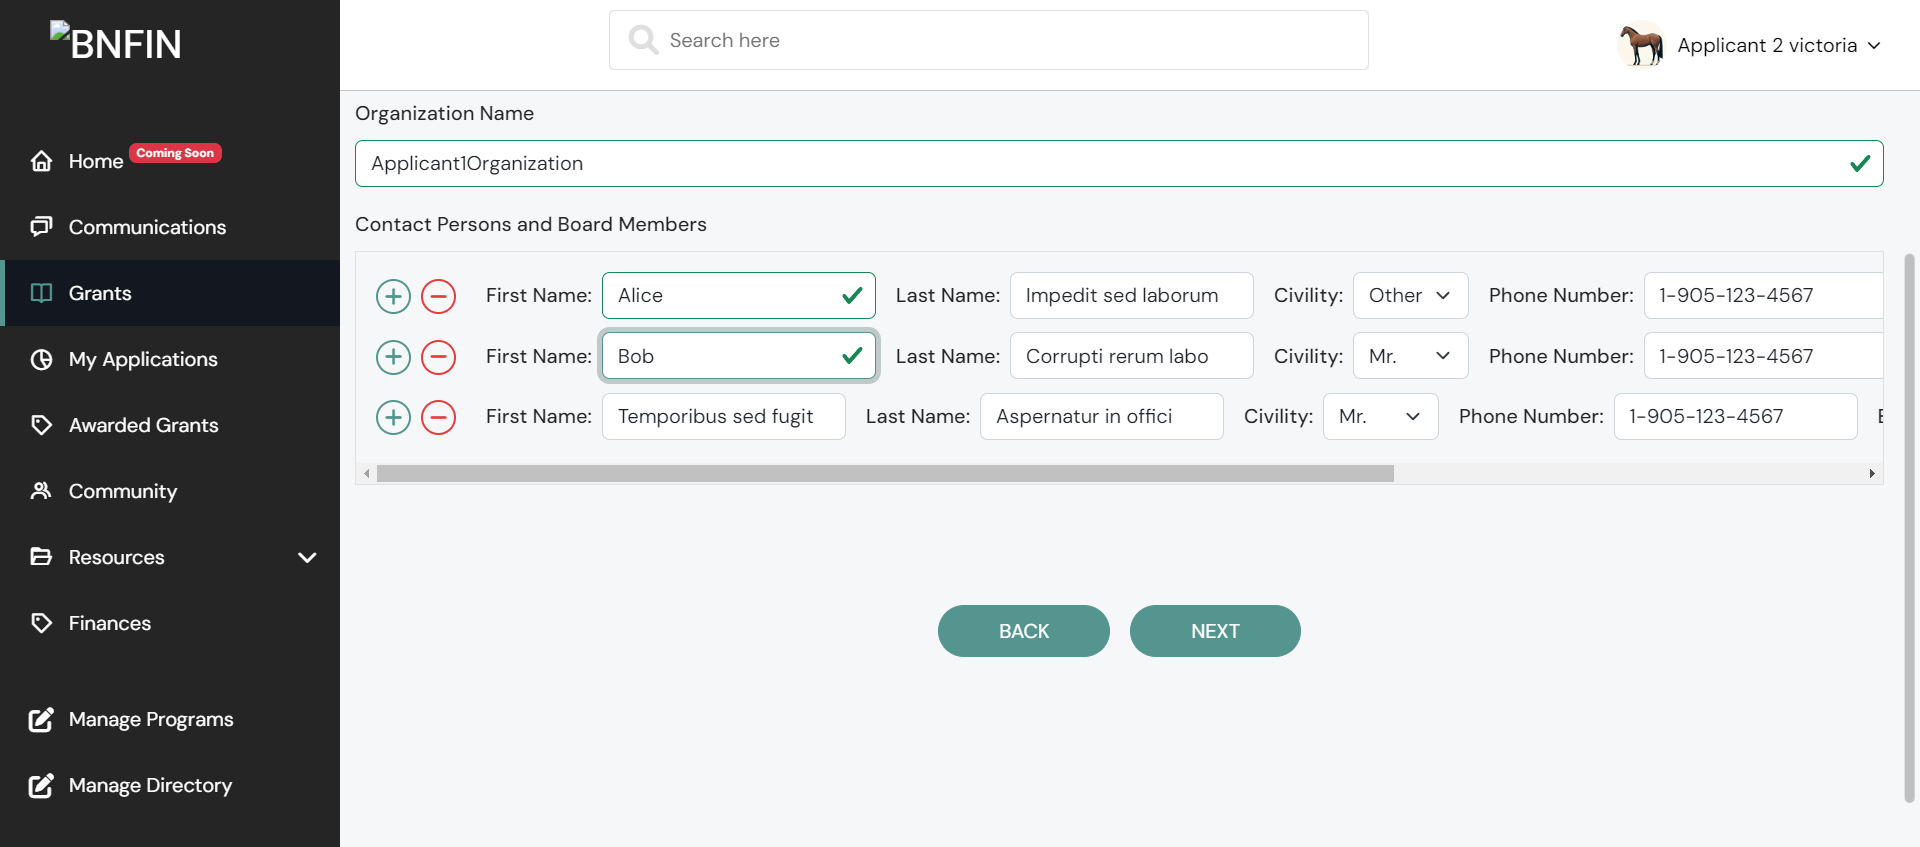 BNFIN
Search here
Applicant 2 victoria
Home Coming Soon
Communications
Grants
My Applications
Awarded Grants
Community
Resources
Finances
Manage Programs
Manage Directory
Organization Name
Applicant1Organization
Contact Persons and Board Members
First Name: Alice Last Name: Impedit sed laborum Civility: Other Phone Number: 1-905-123-4567
First Name: Bob Last Name: Corrupti rerum labo Civility: Mr. Phone Number: 1-905-123-4567
First Name: Temporibus sed fugit Last Name: Aspernatur in offici Civility: Mr. Phone Number: 1-905-123-4567
BACK NEXT